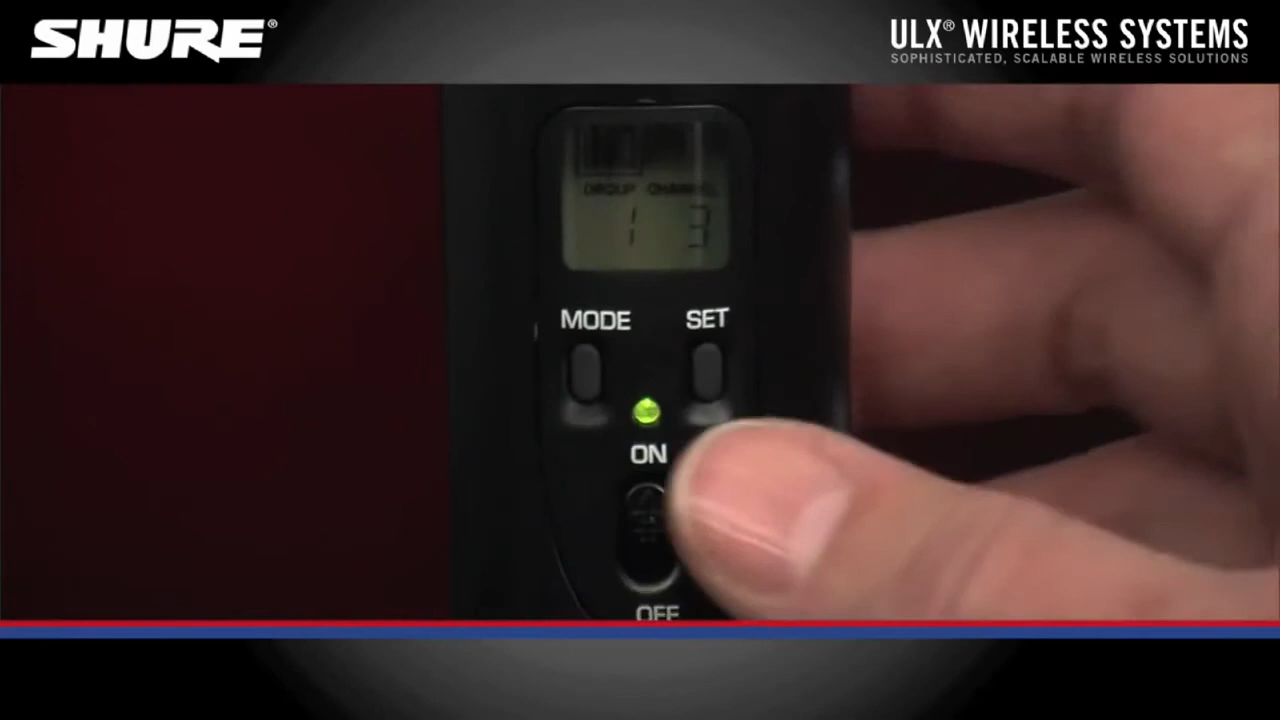 SHURE®
ULX® WIRELESS SYSTEMS
SOPHISTICATED, SCALABLE WIRELESS SOLUTIONS
GROUP CHANNEL
1 3
MODE SET
ON
OFF